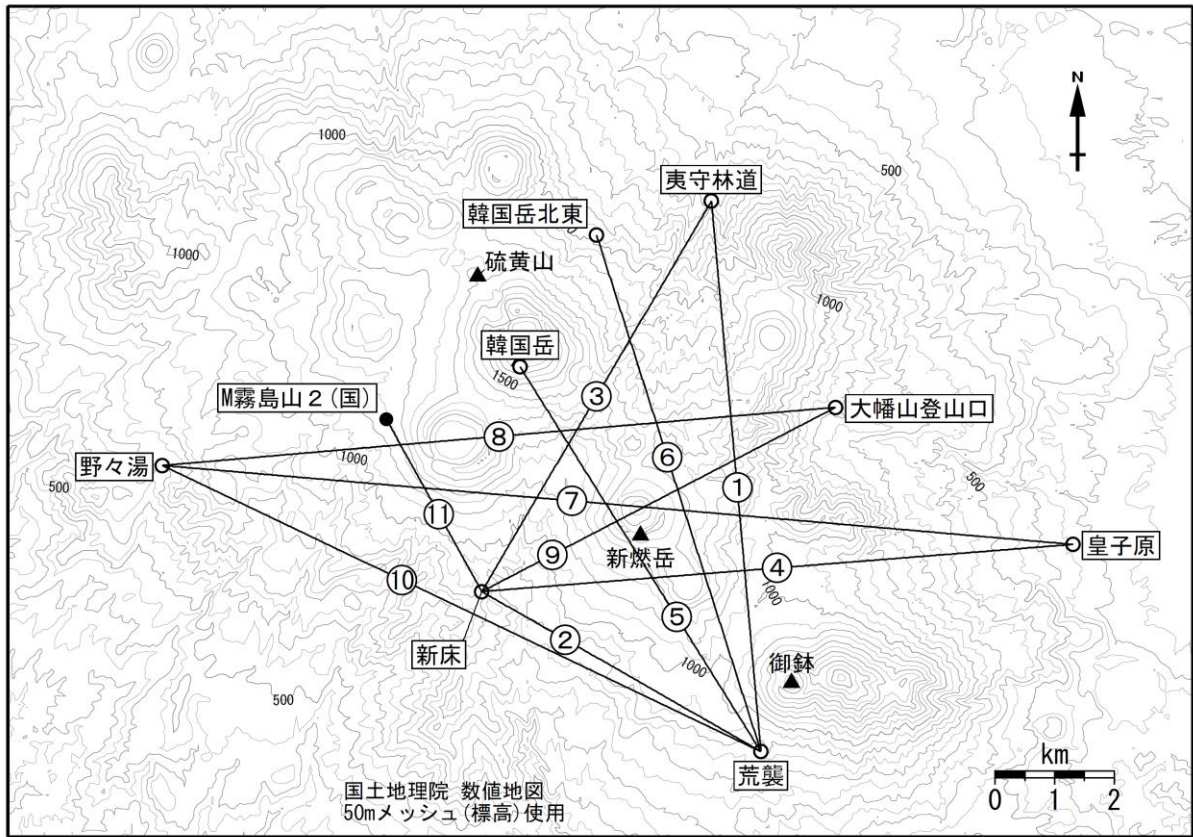 1000
N
500
夷守林道
韓国岳北東
1000
硫黄山
1000
韓国岳
1500
③
M霧島山2(国)
大幡山登山口
⑧
1000
⑥
野々湯
500
①
500
⑦
⑪
新燃岳
皇子原
⑨
④
⑩
1000
⑤
②
新床
1000
御鉢
500
荒襲
km
0 1 2
国土地理院 数値地図
50mメッシュ(標高)使用